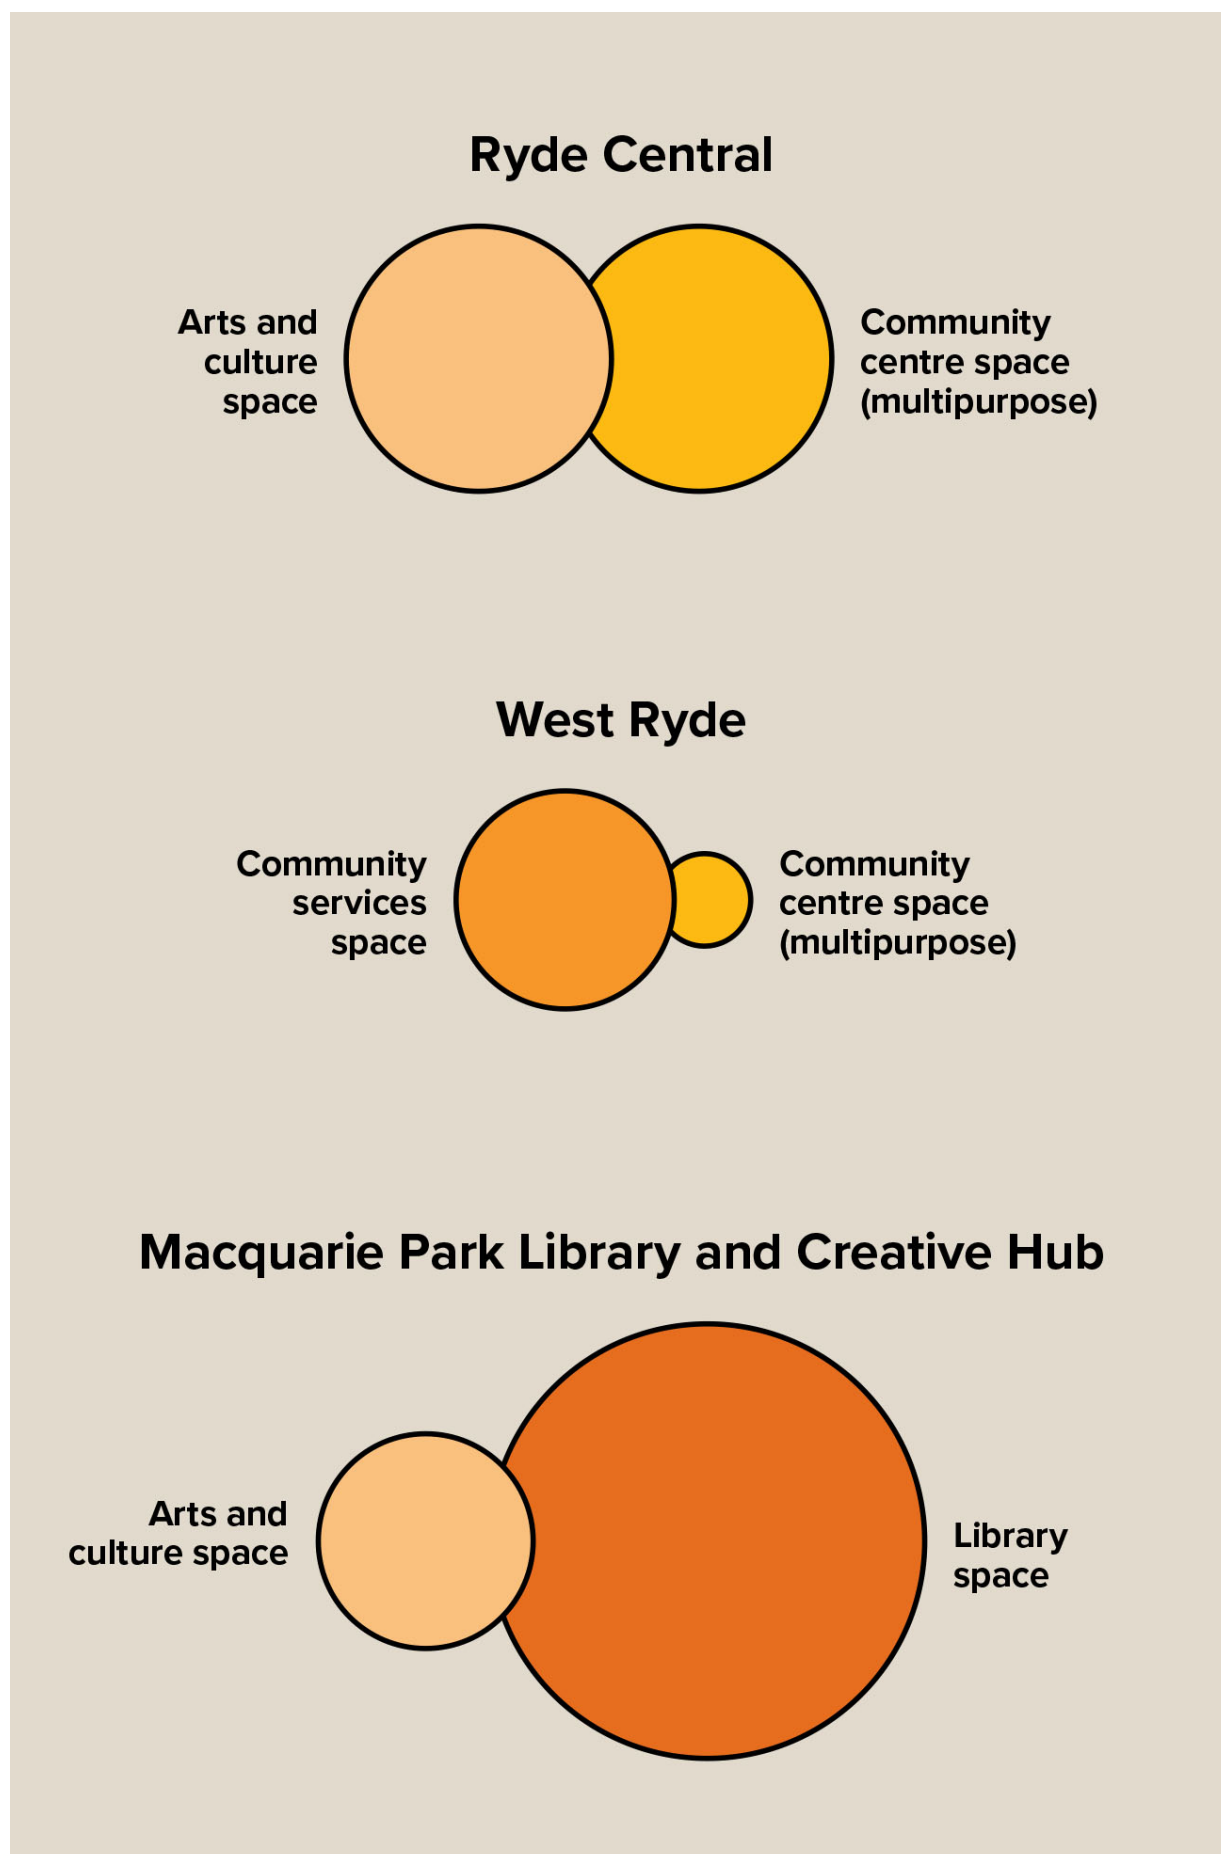 Ryde Central
Arts and
culture
space
Community
centre space
(multipurpose)
West Ryde
Community
services
space
Community
centre space
(multipurpose)
Macquarie Park Library and Creative Hub
Arts and
culture space
Library
space